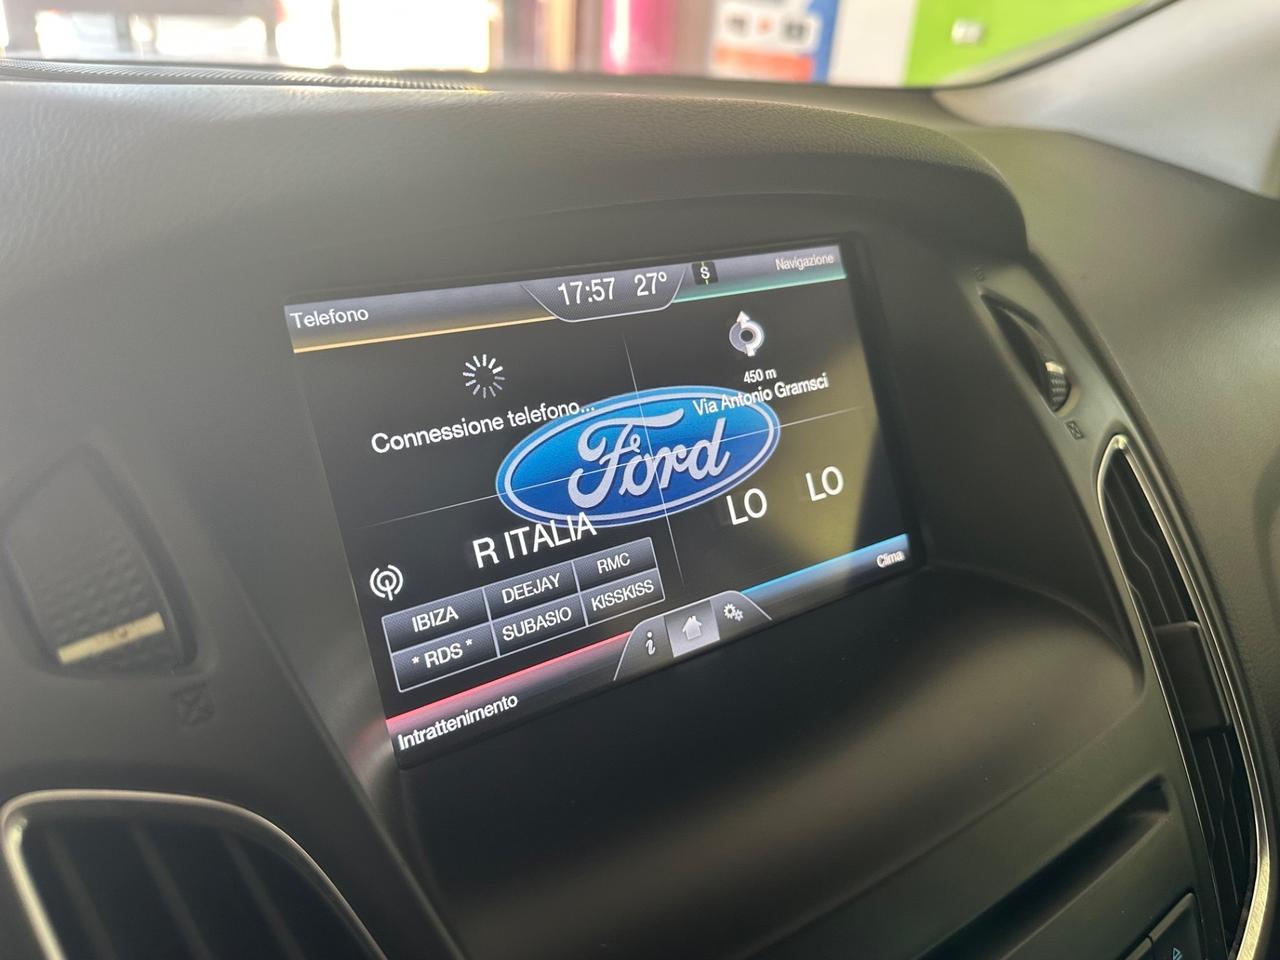 Telefono
17:57 27°
S
Navigazione
Connessione telefono...
450 m
Via Antonio Gramsci
Ford
R ITALIA
LO LO
IBIZA DEEJAY RMC
* RDS * SUBASIO KISSKISS
i
Intrattenimento
Clima